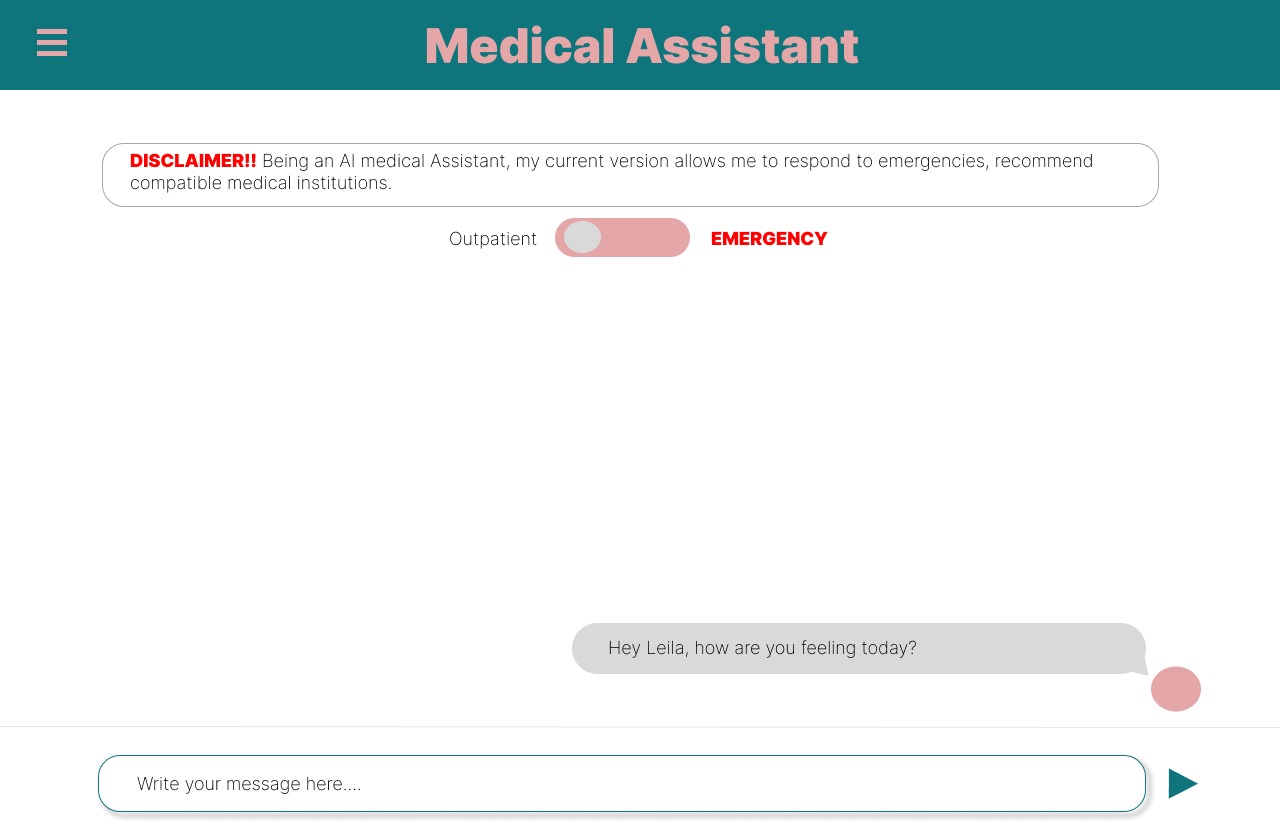 Medical Assistant
DISCLAIMER!! Being an AI medical Assistant, my current version allows me to respond to emergencies, recommend
compatible medical institutions.
Outpatient EMERGENCY
Hey Leila, how are you feeling today?
Write your message here....